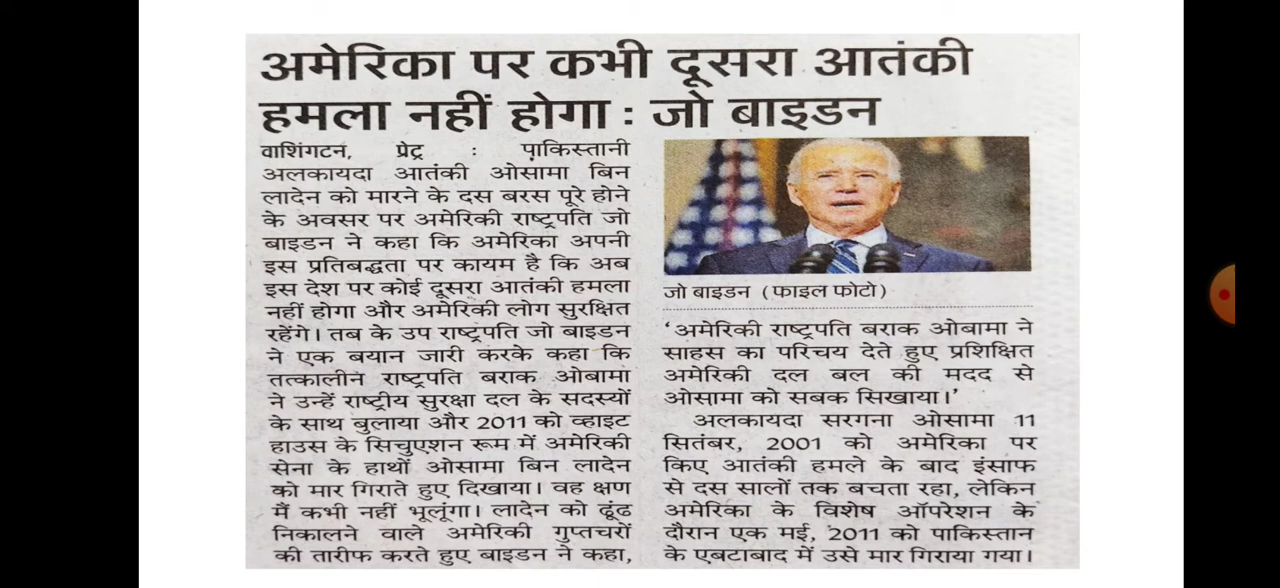 अमेरिका पर कभी दूसरा आतंकी
हमला नहीं होगा : जो बाइडन
वाशिंगटन, प्रेट्र : पाकिस्तानी
अलकायदा आतंकी ओसामा बिन
लादेन को मारने के दस बरस पूरे होने
के अवसर पर अमेरिकी राष्ट्रपति जो
बाइडन ने कहा कि अमेरिका अपनी
इस प्रतिबद्धता पर कायम है कि अब
इस देश पर कोई दूसरा आतंकी हमला
नहीं होगा और अमेरिकी लोग सुरक्षित
रहेंगे। तब के उप राष्ट्रपति जो बाइडन
ने एक बयान जारी करके कहा कि
तत्कालीन राष्ट्रपति बराक ओबामा
ने उन्हें राष्ट्रीय सुरक्षा दल के सदस्यों
के साथ बुलाया और 2011 को व्हाइट
हाउस के सिचुएशन रूम में अमेरिकी
सेना के हाथों ओसामा बिन लादेन
को मार गिराते हुए दिखाया। वह क्षण
मैं कभी नहीं भूलूंगा। लादेन को ढूंढ
निकालने वाले अमेरिकी गुप्तचरों
की तारीफ करते हुए बाइडन ने कहा,
जो बाइडन (फाइल फोटो)
'अमेरिकी राष्ट्रपति बराक ओबामा ने
साहस का परिचय देते हुए प्रशिक्षित
अमेरिकी दल बल की मदद से
ओसामा को सबक सिखाया।'
अलकायदा सरगना ओसामा 11
सितंबर, 2001 को अमेरिका पर
किए आतंकी हमले के बाद इंसाफ
से दस सालों तक बचता रहा, लेकिन
अमेरिका के विशेष ऑपरेशन के
दौरान एक मई, 2011 को पाकिस्तान
के एबटाबाद में उसे मार गिराया गया।